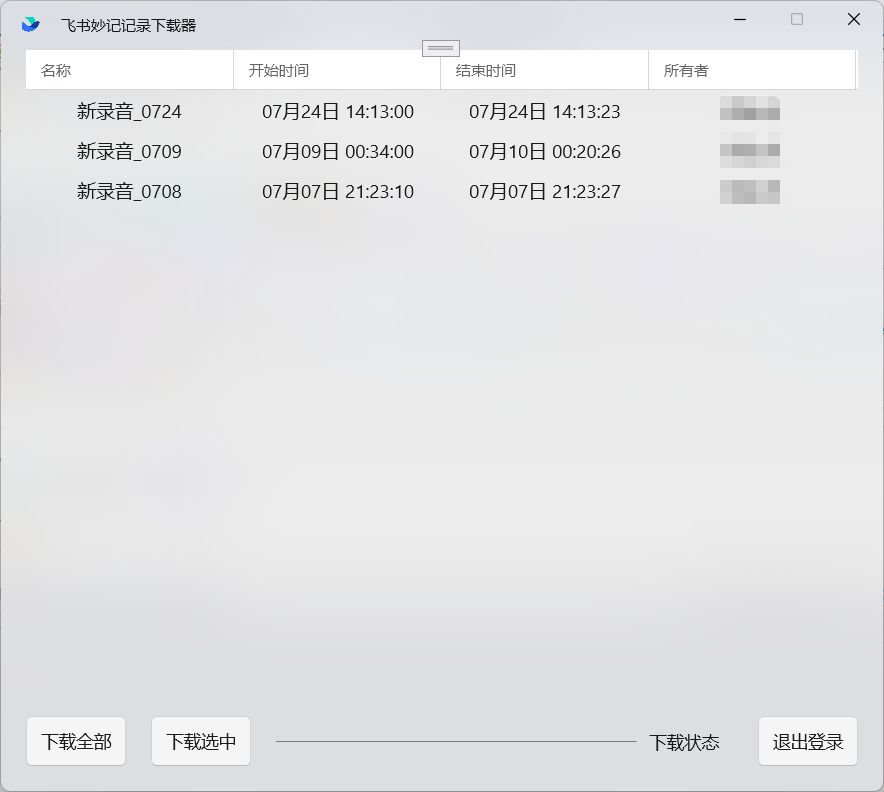 飞书妙记记录下载器
名称 开始时间 结束时间 所有者
新录音_0724 07月24日 14:13:00 07月24日 14:13:23
新录音_0709 07月09日 00:34:00 07月10日 00:20:26
新录音_0708 07月07日 21:23:10 07月07日 21:23:27
下载全部 下载选中 下载状态 退出登录